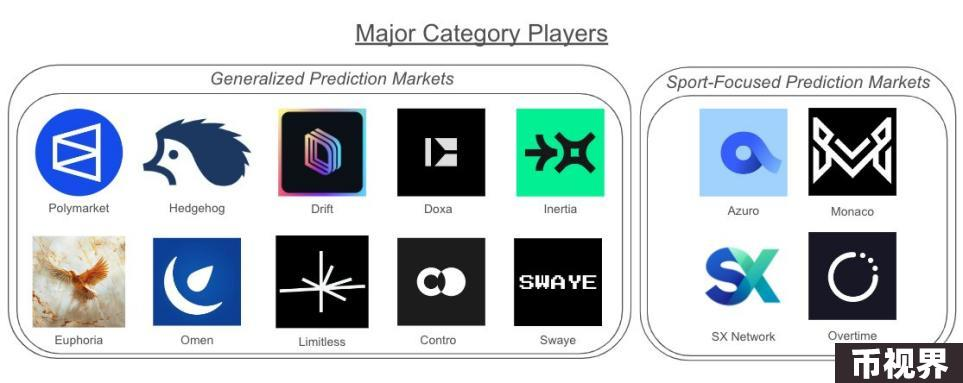 Major Category Players
Generalized Prediction Markets
Polymarket
Hedgehog
Drift
Doxa
Inertia
Euphoria
Omen
Limitless
Contro
SWAYE
Swaye
Sport-Focused Prediction Markets
Azuro
Monaco
SX
SX Network
Overtime
币视界